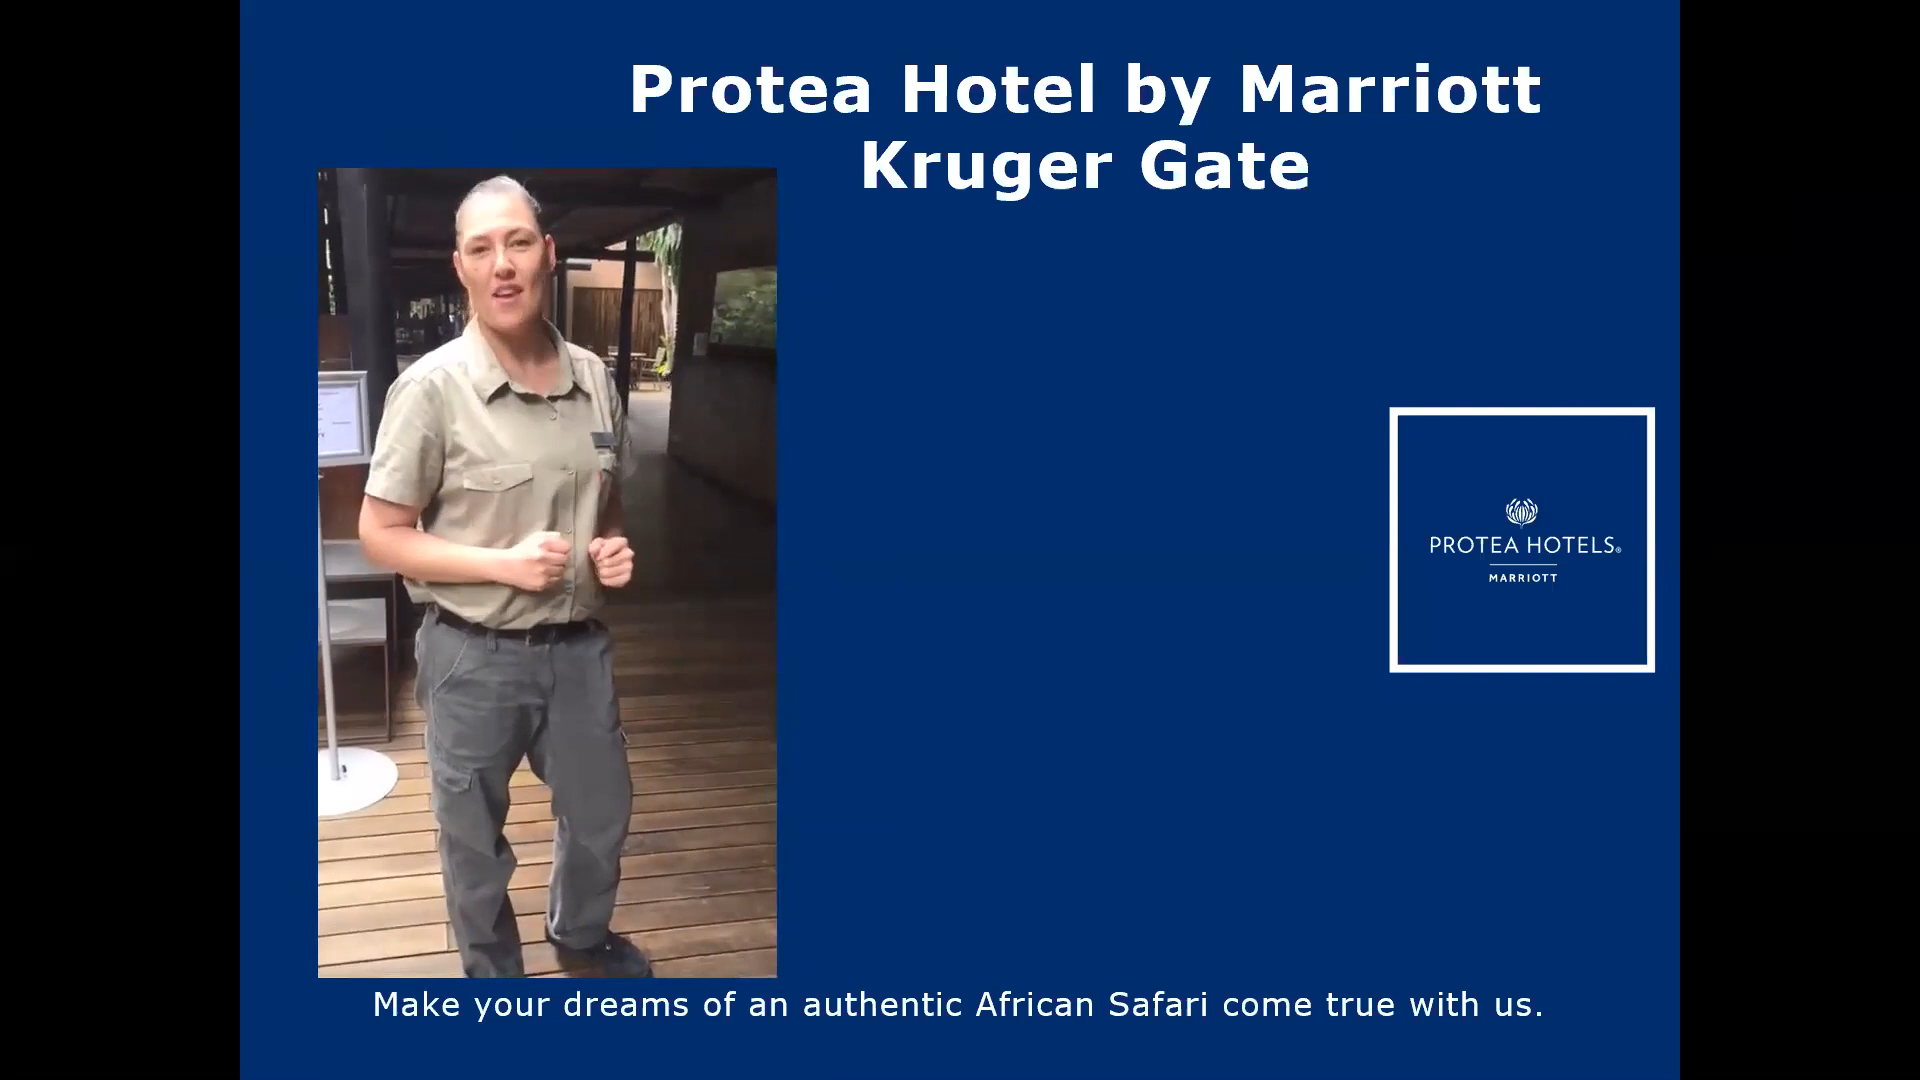 Protea Hotel by Marriott
Kruger Gate
PROTEA HOTELS®
MARRIOTT
Make your dreams of an authentic African Safari come true with us.